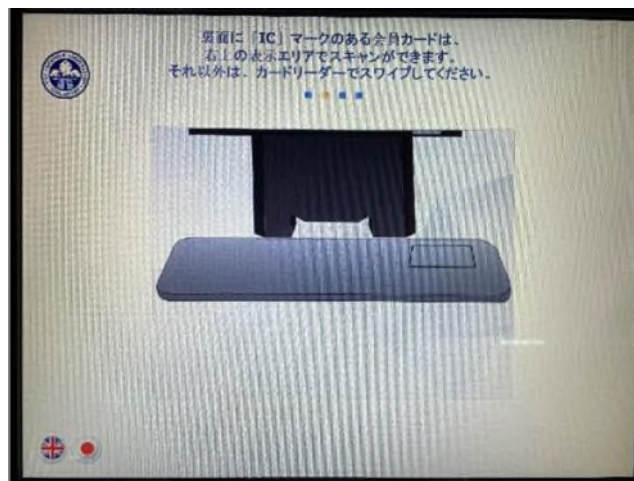 裏面に「IC」マークのある会員カードは、
右上の表示エリアでスキャンができます。
それ以外は、カードリーダーでスワイプしてください。